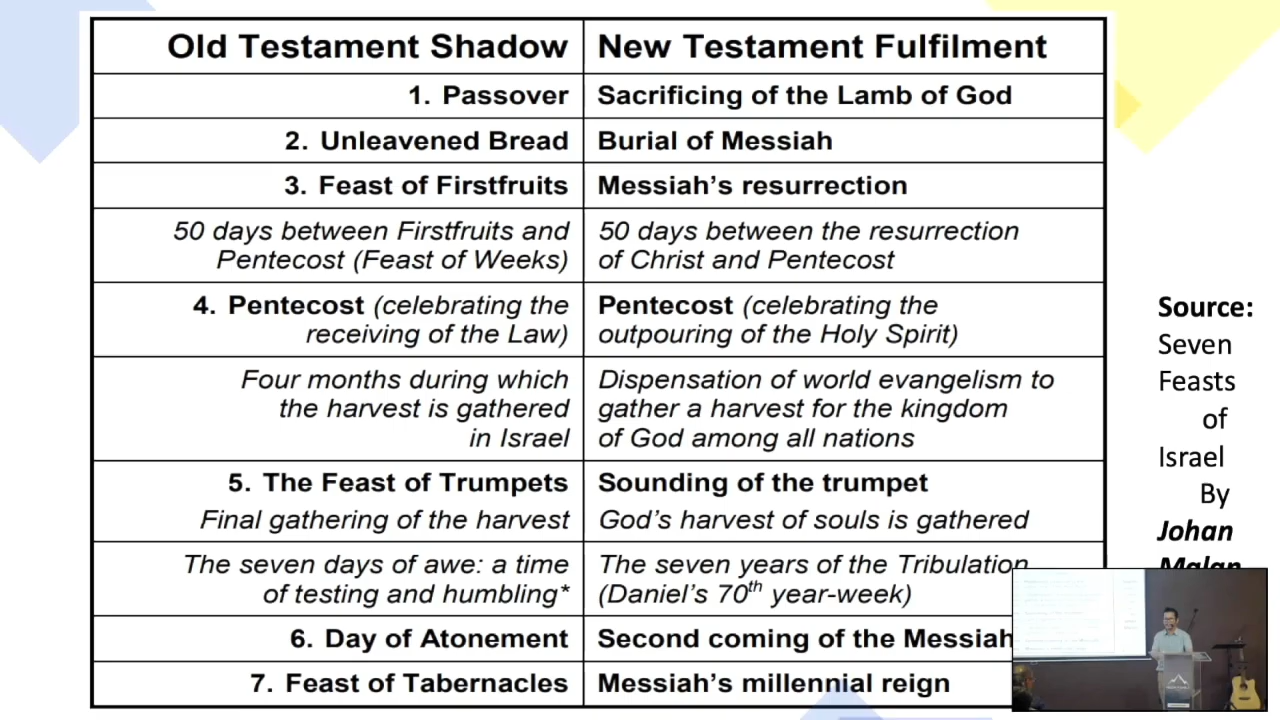 Old Testament Shadow
New Testament Fulfilment
1. Passover
Sacrificing of the Lamb of God
2. Unleavened Bread
Burial of Messiah
3. Feast of Firstfruits
Messiah’s resurrection
50 days between Firstfruits and
Pentecost (Feast of Weeks)
50 days between the resurrection
of Christ and Pentecost
4. Pentecost (celebrating the
receiving of the Law)
Pentecost (celebrating the
outpouring of the Holy Spirit)
Four months during which
the harvest is gathered
in Israel
Dispensation of world evangelism to
gather a harvest for the kingdom
of God among all nations
5. The Feast of Trumpets
Final gathering of the harvest
Sounding of the trumpet
God’s harvest of souls is gathered
The seven days of awe: a time
of testing and humbling*
The seven years of the Tribulation
(Daniel’s 70th year-week)
6. Day of Atonement
Second coming of the Messiah
7. Feast of Tabernacles
Messiah’s millennial reign
Source:
Seven
Feasts
of
Israel
By
Johan
Malan